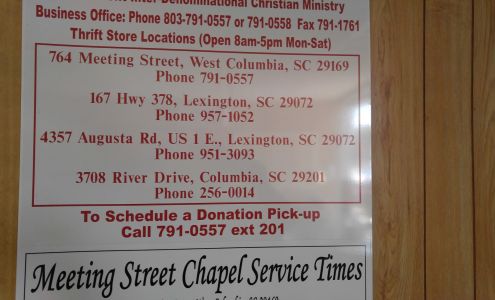 Inter Denominational Christian Ministry
Business Office: Phone 803-791-0557 or 791-0558 Fax 791-1761
Thrift Store Locations (Open 8am-5pm Mon-Sat)
764 Meeting Street, West Columbia, SC 29169
Phone 791-0557
167 Hwy 378, Lexington, SC 29072
Phone 957-1052
4357 Augusta Rd, US 1 E., Lexington, SC 29072
Phone 951-3093
3708 River Drive, Columbia, SC 29201
Phone 256-0014
To Schedule a Donation Pick-up
Call 791-0557 ext 201
Meeting Street Chapel Service Times